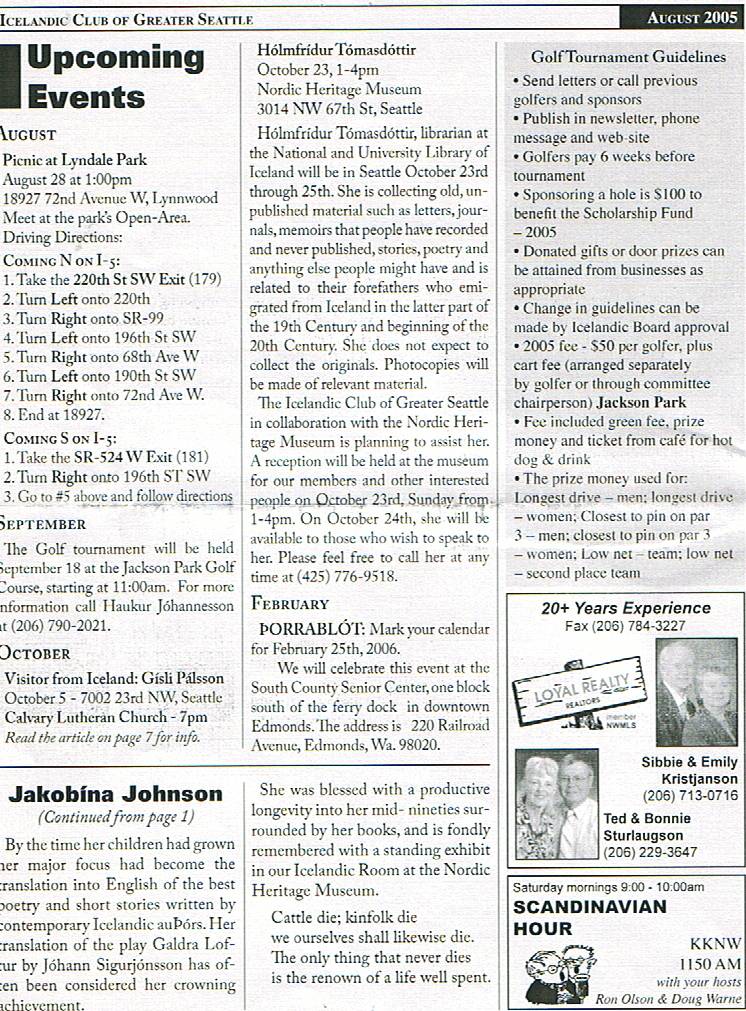 Icelandic Club of Greater Seattle
August 2005
Upcoming
Events
August
Picnic at Lyndale Park
August 28 at 1:00pm
18927 72nd Avenue W, Lynnwood
Meet at the park's Open-Area.
Driving Directions:
Coming N on I-5:
1. Take the 220th St SW Exit (179)
2. Turn Left onto 220th
3. Turn Right onto SR-99
4. Turn Left onto 196th St SW
5. Turn Right onto 68th Ave W
6. Turn Left onto 190th St SW
7. Turn Right onto 72nd Ave W.
8. End at 18927.
Coming S on I-5:
1. Take the SR-524 W Exit (181)
2. Turn Right onto 196th ST SW
3. Go to #5 above and follow directions
September
The Golf tournament will be held
September 18 at the Jackson Park Golf
Course, starting at 11:00am. For more
information call Haukur Jóhannesson
at (206) 790-2021.
October
Visitor from Iceland: Gísli Pálsson
October 5 - 7002 23rd NW, Seattle
Calvary Lutheran Church - 7pm
Read the article on page 7 for info.
Hólmfrídur Tómasdóttir
October 23, 1-4pm
Nordic Heritage Museum
3014 NW 67th St, Seattle
Hólmfrídur Tómasdóttir, librarian at
the National and University Library of
Iceland will be in Seattle October 23rd
through 25th. She is collecting old, un-
published material such as letters, jour-
nals, memoirs that people have recorded
and never published, stories, poetry and
anything else people might have and is
related to their forefathers who emi-
grated from Iceland in the latter part of
the 19th Century and beginning of the
20th Century. She does not expect to
collect the originals. Photocopies will
be made of relevant material.
The Icelandic Club of Greater Seattle
in collaboration with the Nordic Heri-
tage Museum is planning to assist her.
A reception will be held at the museum
for our members and other interested
people on October 23rd, Sunday from
1-4pm. On October 24th, she will be
available to those who wish to speak to
her. Please feel free to call her at any
time at (425) 776-9518.
February
ÞORRABLÓT: Mark your calendar
for February 25th, 2006.
We will celebrate this event at the
South County Senior Center, one block
south of the ferry dock in downtown
Edmonds. The address is 220 Railroad
Avenue, Edmonds, Wa. 98020.
Golf Tournament Guidelines
• Send letters or call previous
golfers and sponsors
• Publish in newsletter, phone
message and web-site
• Golfers pay 6 weeks before
tournament
• Sponsoring a hole is $100 to
benefit the Scholarship Fund
– 2005
• Donated gifts or door prizes can
be attained from businesses as
appropriate
• Change in guidelines can be
made by Icelandic Board approval
• 2005 fee - $50 per golfer, plus
cart fee (arranged separately
by golfer or through committee
chairperson) Jackson Park
• Fee included green fee, prize
money and ticket from café for hot
dog & drink
• The prize money used for:
Longest drive – men; longest drive
– women; Closest to pin on par
3 – men; closest to pin on par 3
– women; Low net – team; low net
– second place team
Jakobína Johnson
(Continued from page 1)
By the time her children had grown
her major focus had become the
translation into English of the best
poetry and short stories written by
contemporary Icelandic auÞórs. Her
translation of the play Galdra Lof-
tur by Jóhann Sigurjónsson has of-
ten been considered her crowning
achievement.
She was blessed with a productive
longevity into her mid- nineties sur-
rounded by her books, and is fondly
remembered with a standing exhibit
in our Icelandic Room at the Nordic
Heritage Museum.
Cattle die; kinfolk die
we ourselves shall likewise die.
The only thing that never dies
is the renown of a life well spent.
20+ Years Experience
Fax (206) 784-3227
LOYAL REALTY
REALTORS
member
NWMLS
Sibbie & Emily
Kristjanson
(206) 713-0716
Ted & Bonnie
Sturlaugson
(206) 229-3647
Saturday mornings 9:00 - 10:00am
SCANDINAVIAN
HOUR
KKNW
1150 AM
with your hosts
Ron Olson & Doug Warne